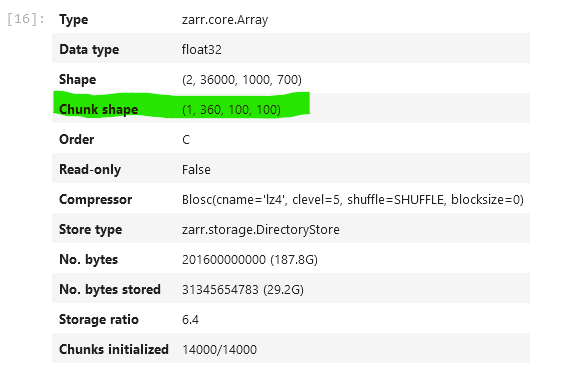 [16]:
Type zarr.core.Array
Data type float32
Shape (2, 36000, 1000, 700)
Chunk shape (1, 360, 100, 100)
Order C
Read-only False
Compressor Blosc(cname='lz4', clevel=5, shuffle=SHUFFLE, blocksize=0)
Store type zarr.storage.DirectoryStore
No. bytes 201600000000 (187.8G)
No. bytes stored 31345654783 (29.2G)
Storage ratio 6.4
Chunks initialized 14000/14000